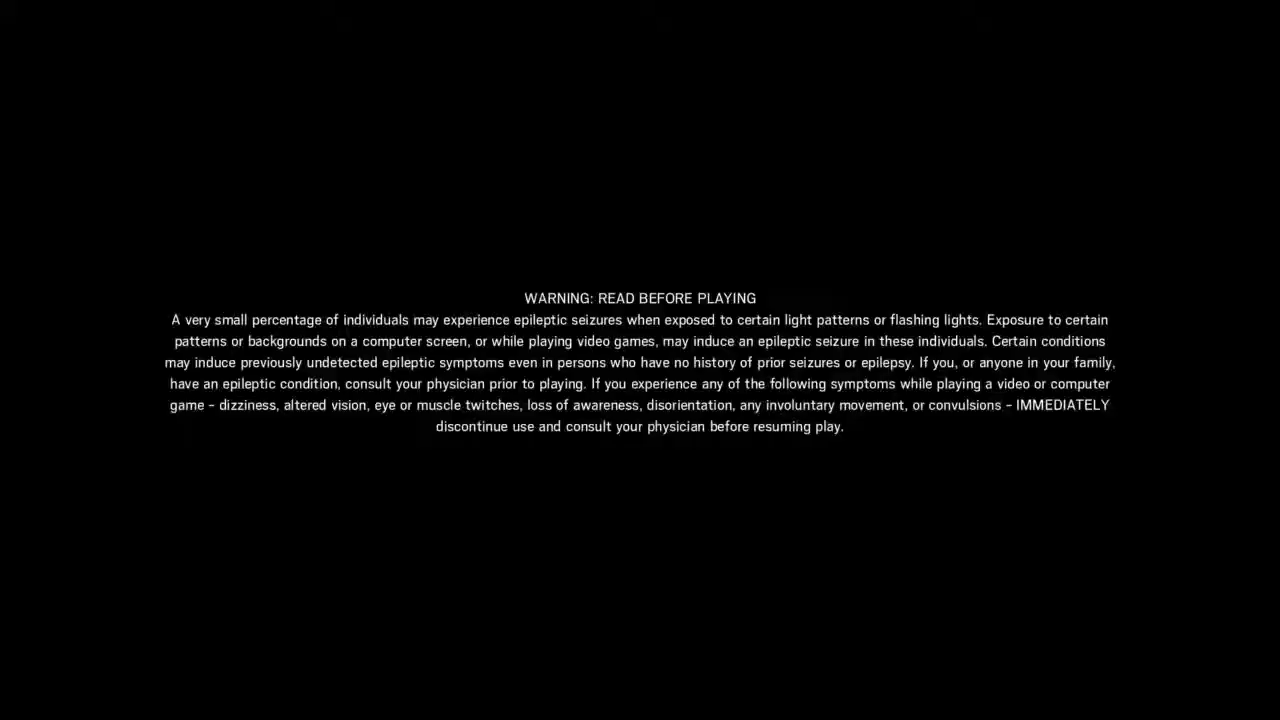 WARNING: READ BEFORE PLAYING
A very small percentage of individuals may experience epileptic seizures when exposed to certain light patterns or flashing lights. Exposure to certain
patterns or backgrounds on a computer screen, or while playing video games, may induce an epileptic seizure in these individuals. Certain conditions
may induce previously undetected epileptic symptoms even in persons who have no history of prior seizures or epilepsy. If you, or anyone in your family,
have an epileptic condition, consult your physician prior to playing. If you experience any of the following symptoms while playing a video or computer
game – dizziness, altered vision, eye or muscle twitches, loss of awareness, disorientation, any involuntary movement, or convulsions – IMMEDIATELY
discontinue use and consult your physician before resuming play.